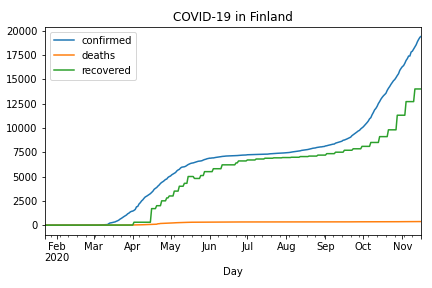 COVID-19 in Finland
confirmed
deaths
recovered
20000
17500
15000
12500
10000
7500
5000
2500
0
Feb Mar Apr May Jun Jul Aug Sep Oct Nov
2020
Day